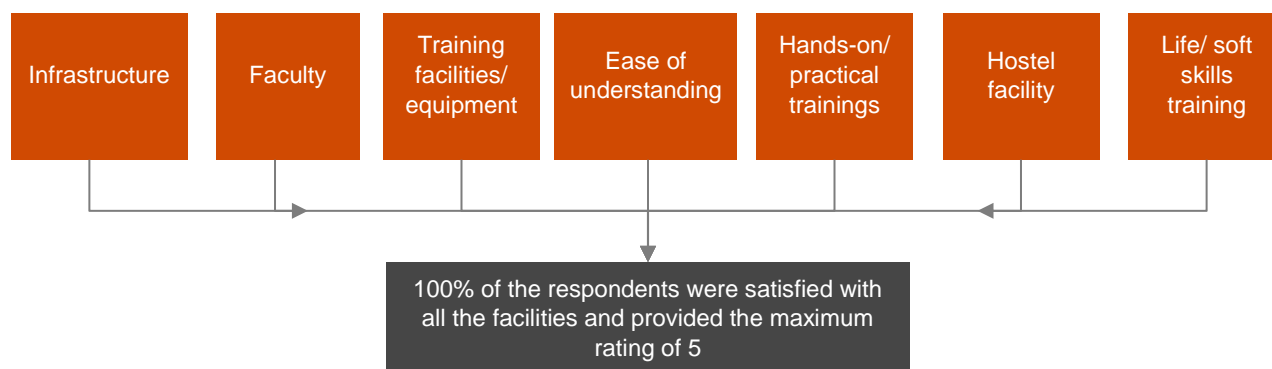 Infrastructure
Faculty
Training
facilities/
equipment
Ease of
understanding
Hands-on/
practical
trainings
Hostel
facility
Life/ soft
skills
training
100% of the respondents were satisfied with
all the facilities and provided the maximum
rating of 5